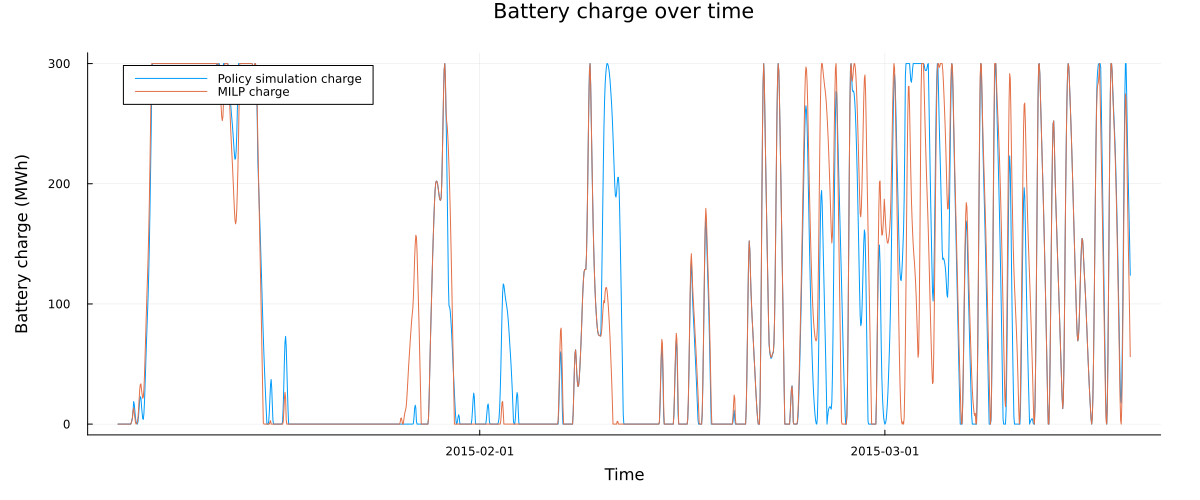 Battery charge over time
Policy simulation charge
MILP charge
300
200
100
0
Battery charge (MWh)
2015-02-01
2015-03-01
Time